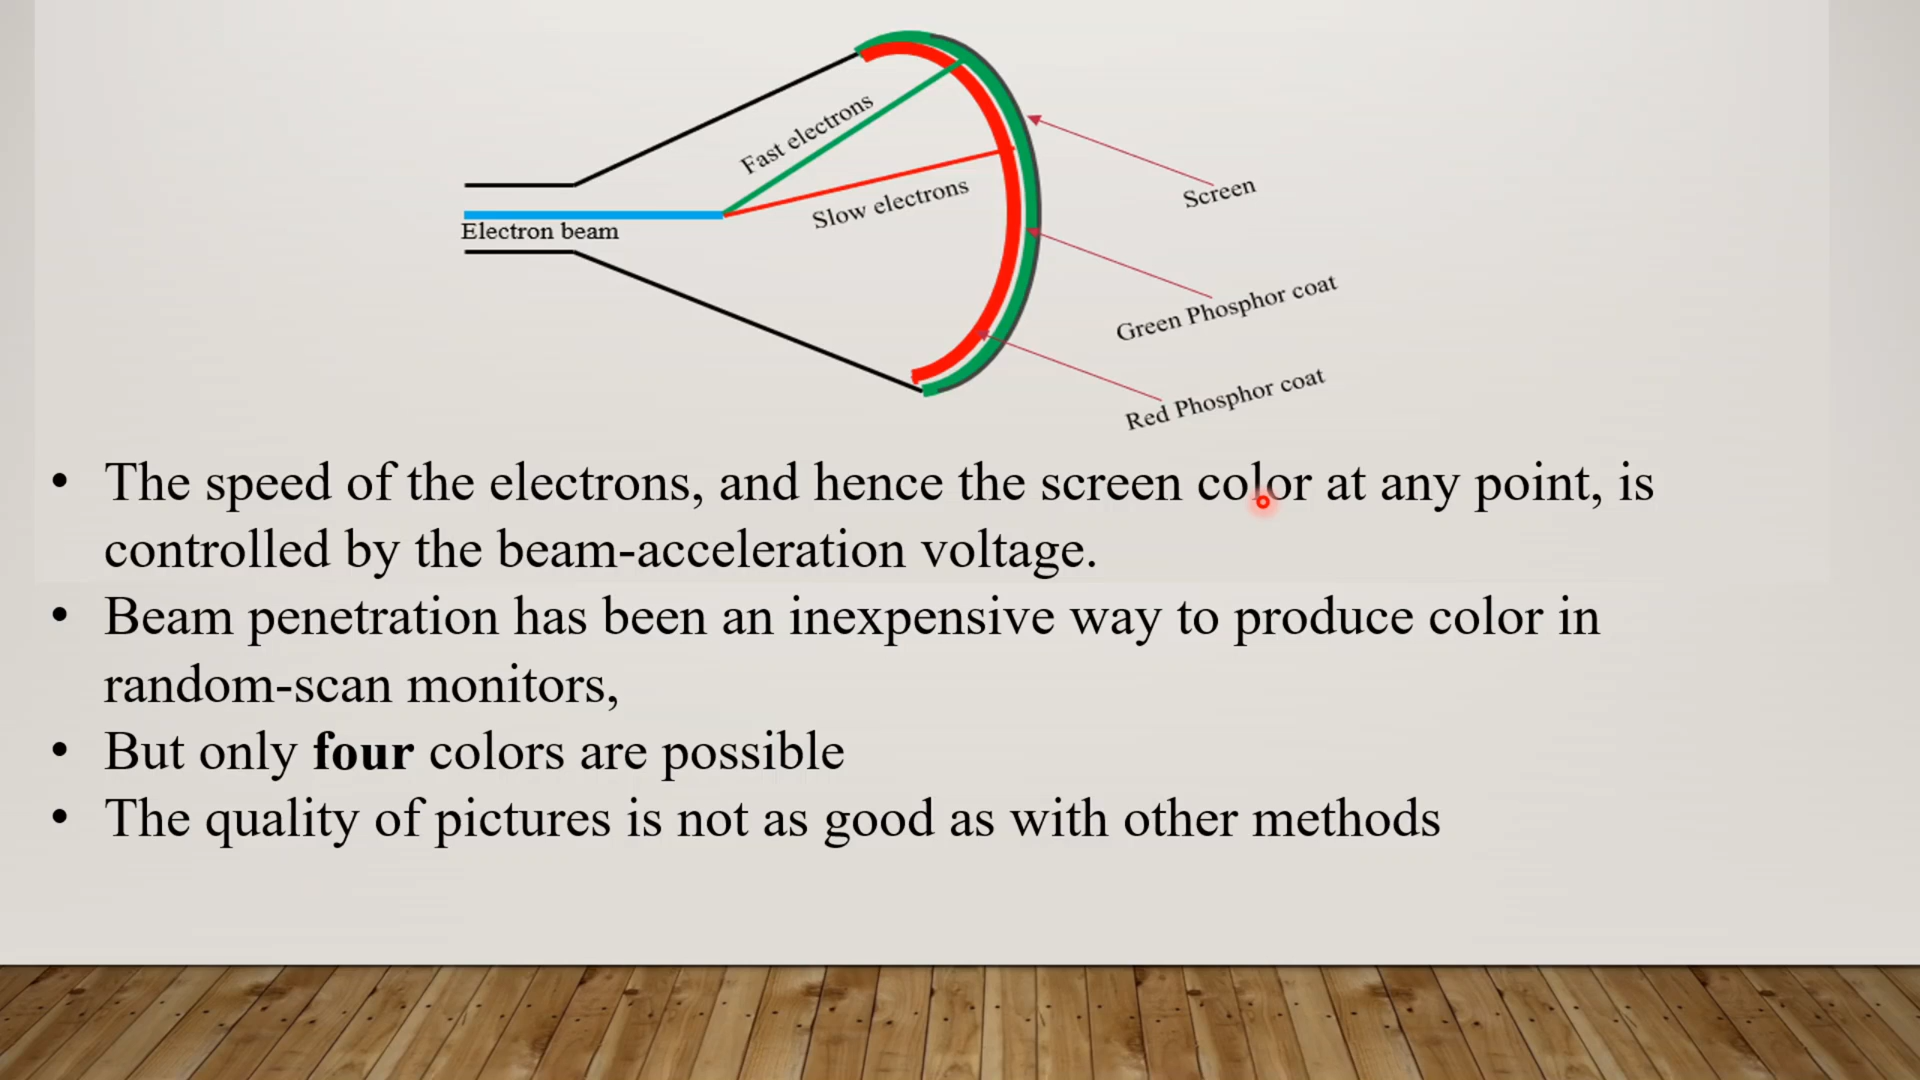 Fast electrons
Slow electrons
Electron beam
Screen
Green Phosphor coat
Red Phosphor coat
• The speed of the electrons, and hence the screen color at any point, is
controlled by the beam-acceleration voltage.
• Beam penetration has been an inexpensive way to produce color in
random-scan monitors,
• But only four colors are possible
• The quality of pictures is not as good as with other methods